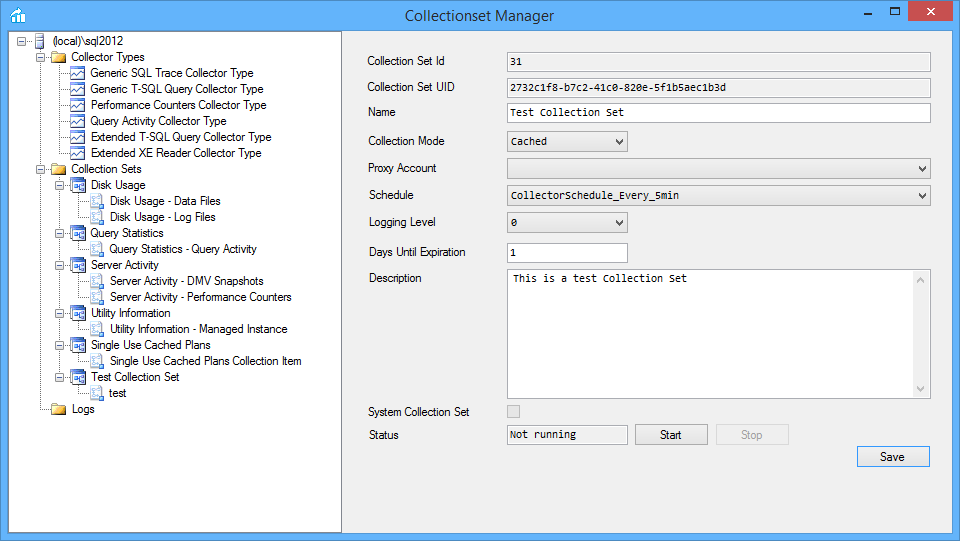 Collectionset Manager
(local)\sql2012
Collector Types
Generic SQL Trace Collector Type
Generic T-SQL Query Collector Type
Performance Counters Collector Type
Query Activity Collector Type
Extended T-SQL Query Collector Type
Extended XE Reader Collector Type
Collection Sets
Disk Usage
Disk Usage - Data Files
Disk Usage - Log Files
Query Statistics
Query Statistics - Query Activity
Server Activity
Server Activity - DMV Snapshots
Server Activity - Performance Counters
Utility Information
Utility Information - Managed Instance
Single Use Cached Plans
Single Use Cached Plans Collection Item
Test Collection Set
test
Logs
Collection Set Id 31
Collection Set UID 2732c1f8-b7c2-41c0-820e-5f1b5aec1b3d
Name Test Collection Set
Collection Mode Cached
Proxy Account
Schedule CollectorSchedule_Every_5min
Logging Level 0
Days Until Expiration 1
Description This is a test Collection Set
System Collection Set
Status Not running Start Stop
Save